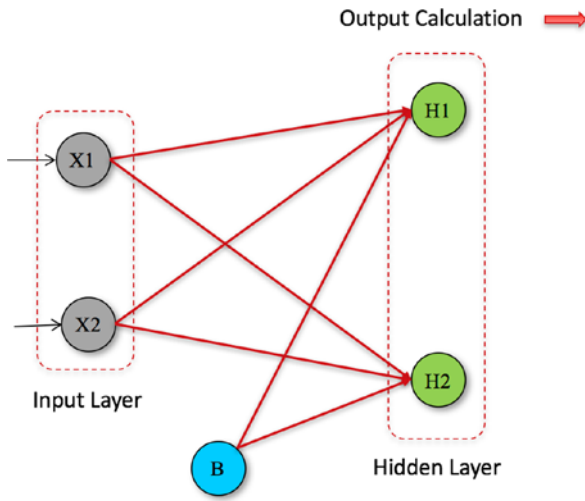 Output Calculation
H1
X1
X2
H2
Input Layer
B
Hidden Layer